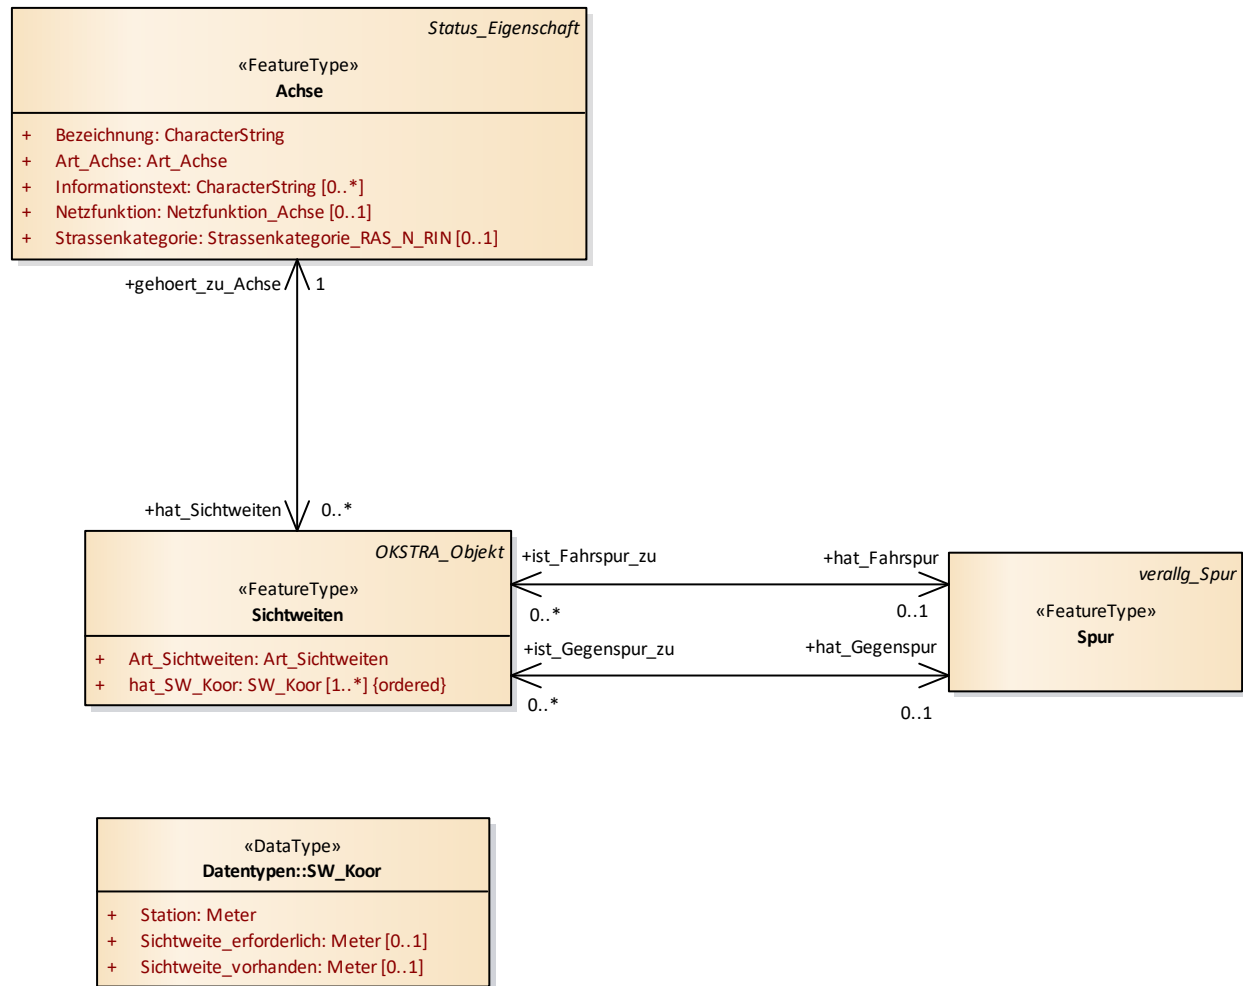 Status_Eigenschaft
«FeatureType»
Achse
+ Bezeichnung: CharacterString
+ Art_Achse: Art_Achse
+ Informationstext: CharacterString [0..*]
+ Netzfunktion: Netzfunktion_Achse [0..1]
+ Strassenkategorie: Strassenkategorie_RAS_N_RIN [0..1]
+gehoert_zu_Achse 1
+hat_Sichtweiten 0..*
OKSTRA_Objekt
«FeatureType»
Sichtweiten
+ Art_Sichtweiten: Art_Sichtweiten
+ hat_SW_Koor: SW_Koor [1..*] {ordered}
+ist_Fahrspur_zu +hat_Fahrspur
0..* 0..1
+ist_Gegenspur_zu +hat_Gegenspur
0..* 0..1
verallg_Spur
«FeatureType»
Spur
«DataType»
Datentypen::SW_Koor
+ Station: Meter
+ Sichtweite_erforderlich: Meter [0..1]
+ Sichtweite_vorhanden: Meter [0..1]